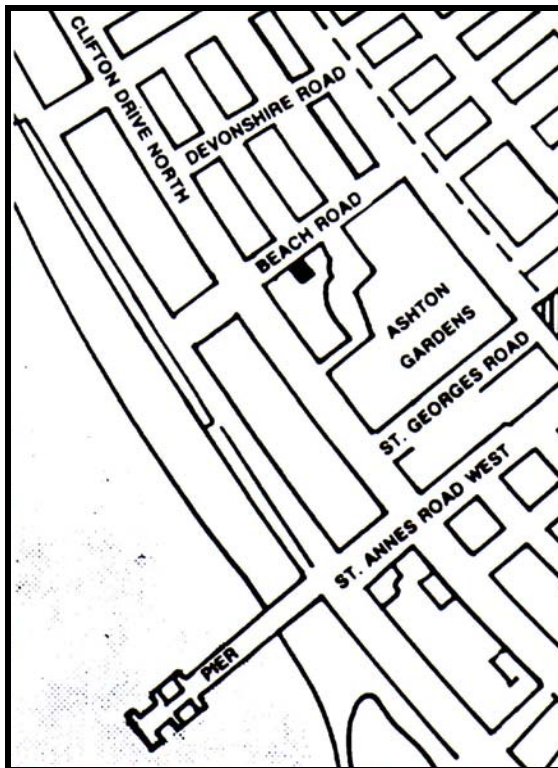 CLIFTON DRIVE NORTH
DEVONSHIRE ROAD
BEACH ROAD
ASHTON
GARDENS
ST. GEORGES ROAD
ST. ANNES ROAD WEST
PIER